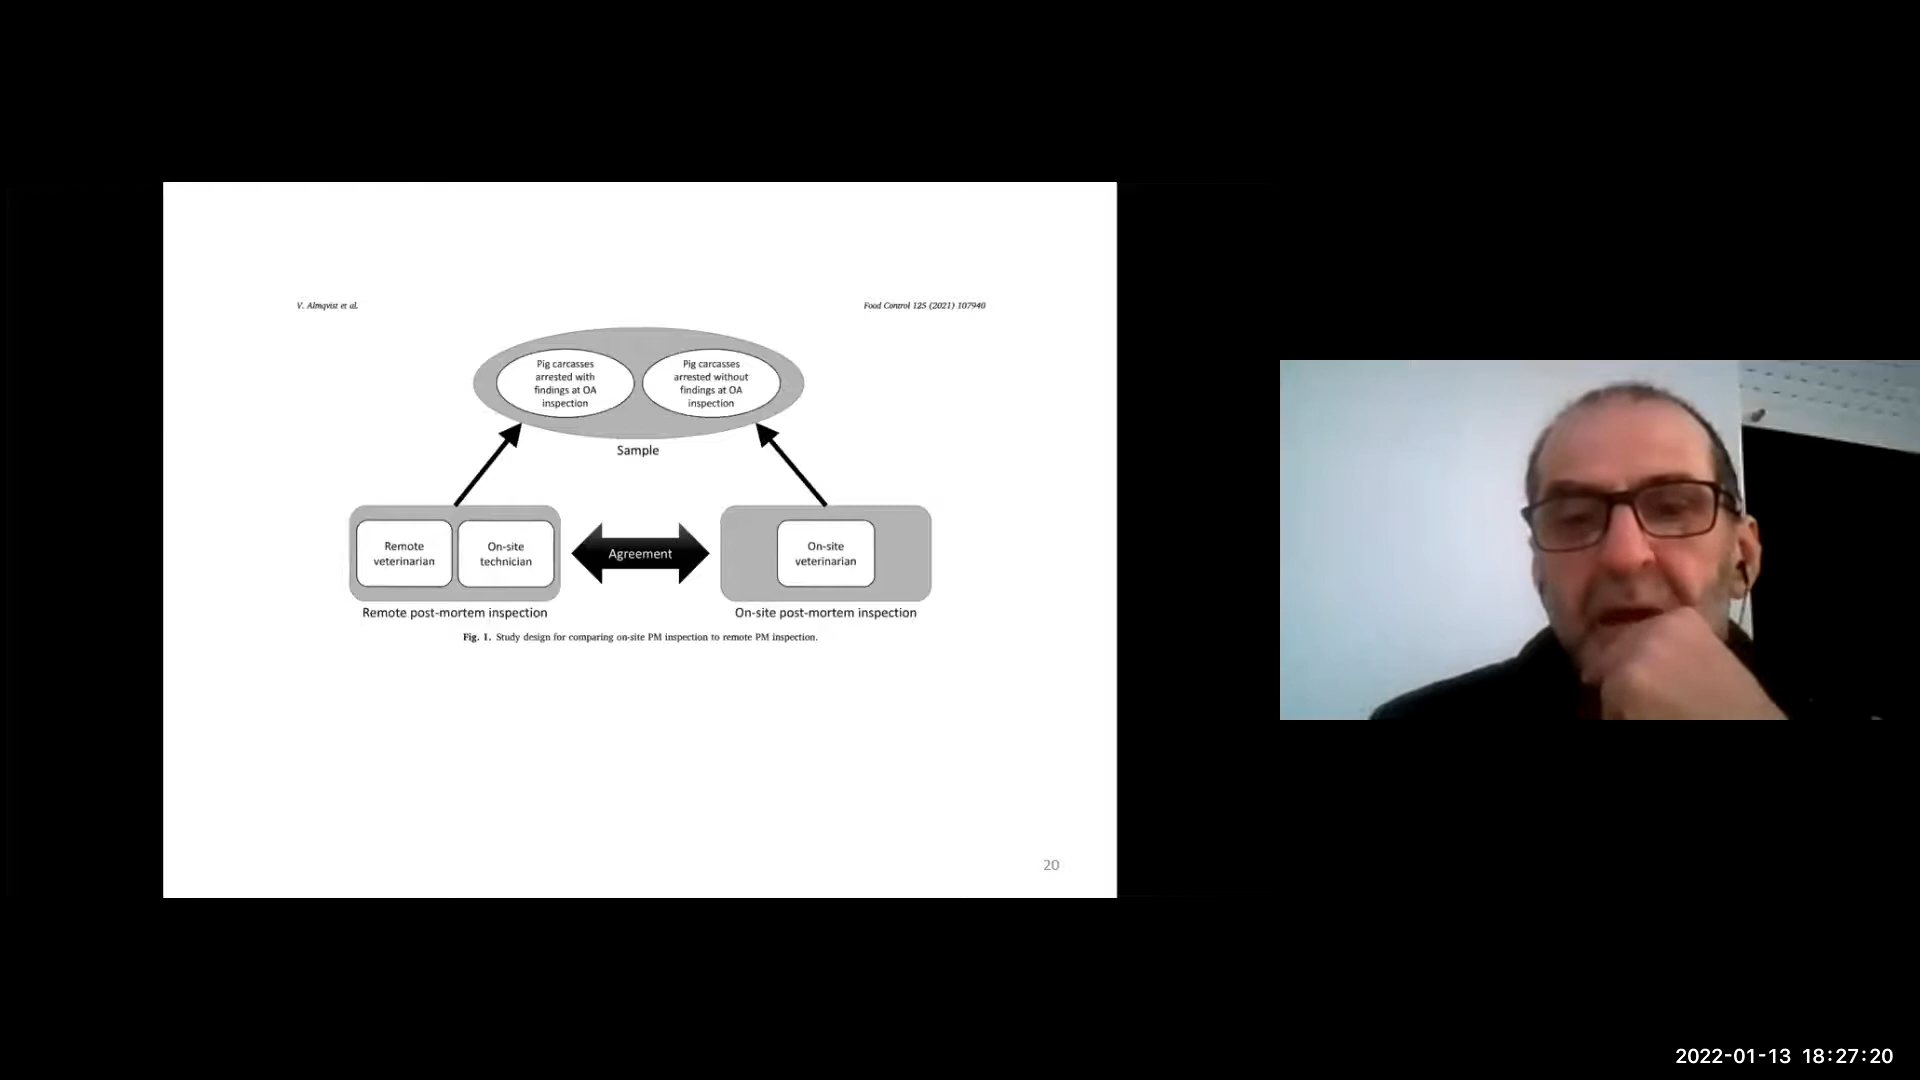 V. Almqvist et al.
Food Control 125 (2021) 107940
Pig carcasses
arrested with
findings at OA
inspection
Pig carcasses
arrested without
findings at OA
inspection
Sample
Remote
veterinarian
On-site
technician
Agreement
On-site
veterinarian
Remote post-mortem inspection
On-site post-mortem inspection
Fig. 1. Study design for comparing on-site PM inspection to remote PM inspection.
20
2022-01-13 18:27:20